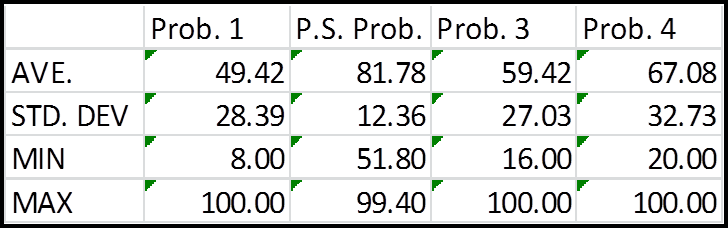 Prob. 1 P.S. Prob. Prob. 3 Prob. 4
AVE. 49.42 81.78 59.42 67.08
STD. DEV 28.39 12.36 27.03 32.73
MIN 8.00 51.80 16.00 20.00
MAX 100.00 99.40 100.00 100.00